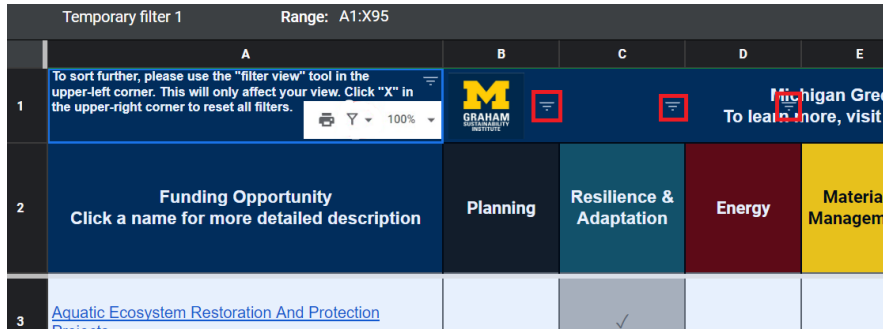 Temporary filter 1 Range: A1:X95
A B C D E
1
To sort further, please use the "filter view" tool in the
upper-left corner. This will only affect your view. Click "X" in
the upper-right corner to reset all filters.
100%
M
GRAHAM
SUSTAINABILITY
INSTITUTE
Michigan Gre
To learn more, visit
2
Funding Opportunity
Click a name for more detailed description
Planning
Resilience &
Adaptation
Energy
Materia
Managem
3
Aquatic Ecosystem Restoration And Protection
Projects
✓